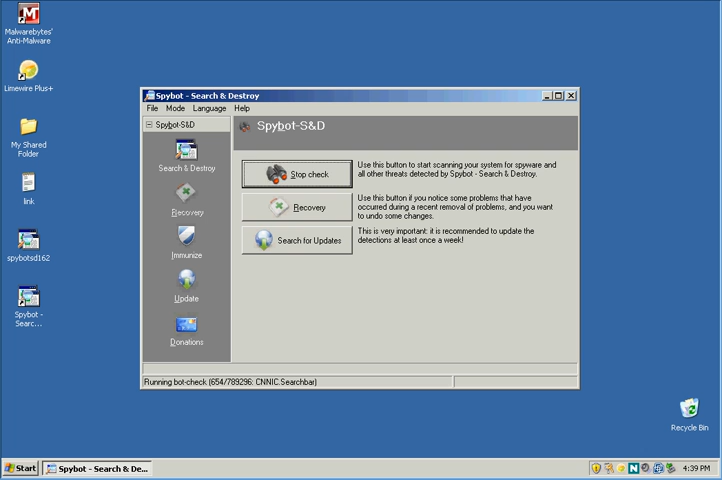 Malwarebytes'
Anti-Malware
Limewire Plus+
My Shared
Folder
link
spybotsd162
Spybot -
Searc...
Spybot - Search & Destroy
File Mode Language Help
Spybot-S&D
Search & Destroy
Recovery
Immunize
Update
Donations
Spybot-S&D
Stop check
Use this button to start scanning your system for spyware and
all other threats detected by Spybot - Search & Destroy.
Recovery
Use this button if you notice some problems that have
occurred during a recent removal of problems, and you want
to undo some changes.
Search for Updates
This is very important: it is recommended to update the
detections at least once a week!
Running bot-check (654/789296: CNNIC.Searchbar)
Recycle Bin
Start
Spybot - Search & De...
4:39 PM